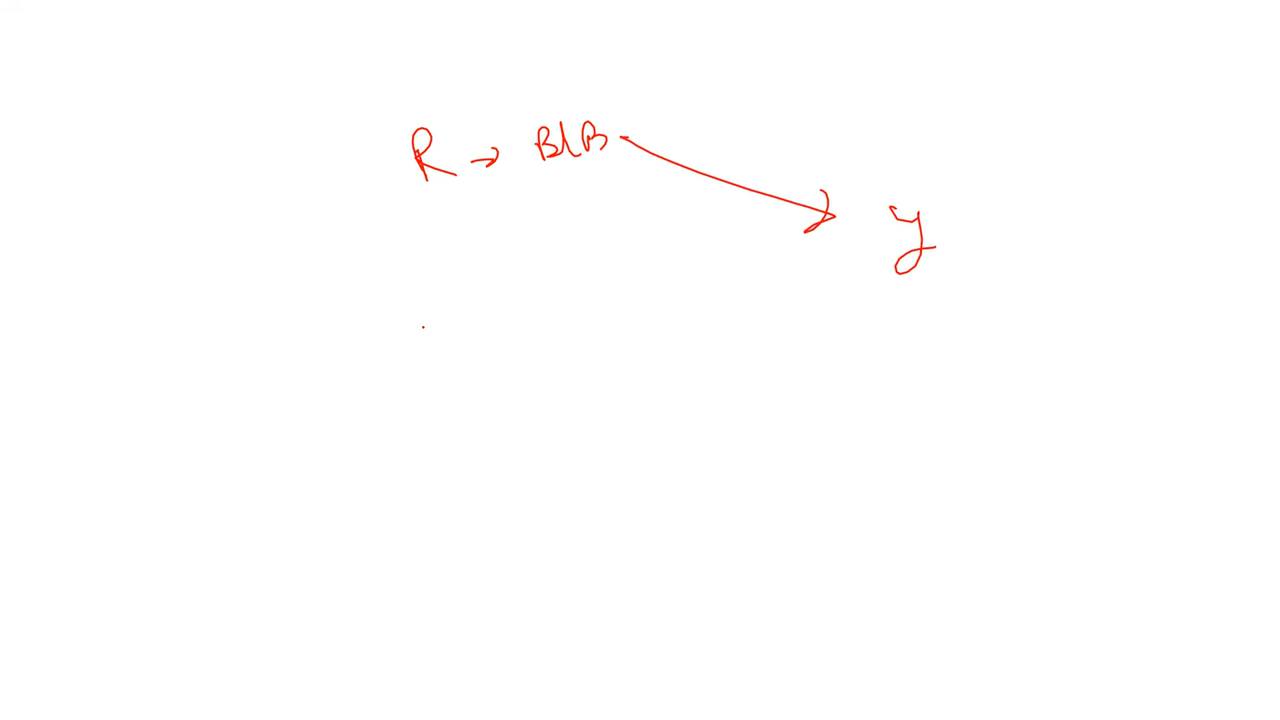 R → BLB → y